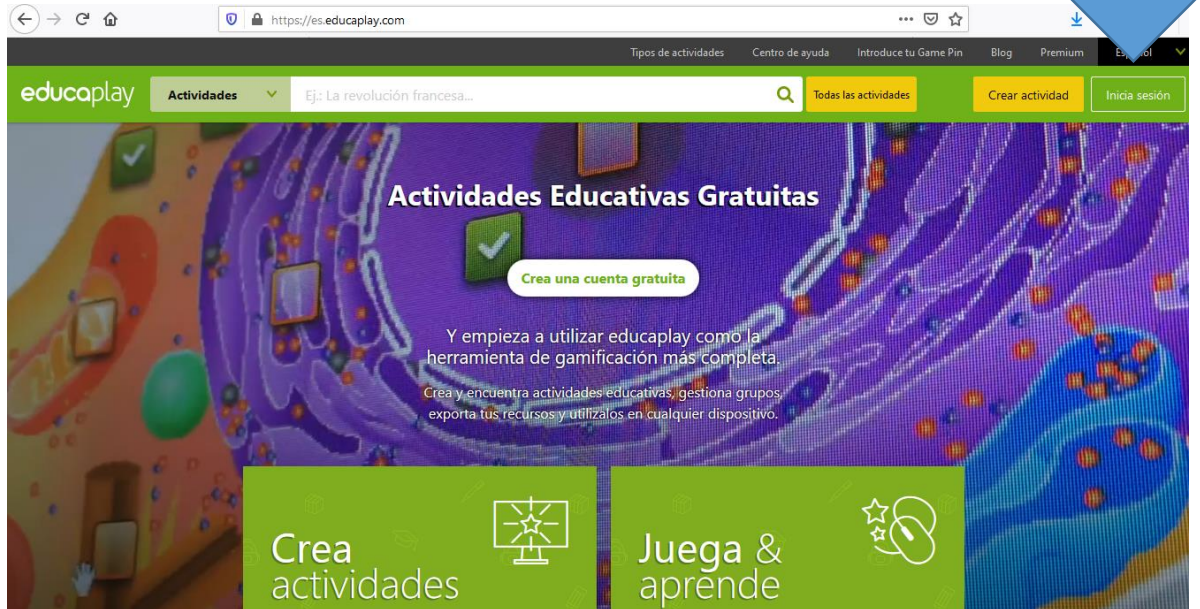 https://es.educaplay.com
Tipos de actividades Centro de ayuda Introduce tu Game Pin Blog Premium Español
educaplay Actividades Ej.: La revolución francesa... Todas las actividades Crear actividad Inicia sesión
Actividades Educativas Gratuitas
Crea una cuenta gratuita
Y empieza a utilizar educaplay como la
herramienta de gamificación más completa.
Crea y encuentra actividades educativas, gestiona grupos,
exporta tus recursos y utilízalos en cualquier dispositivo.
Crea
actividades
Juega &
aprende